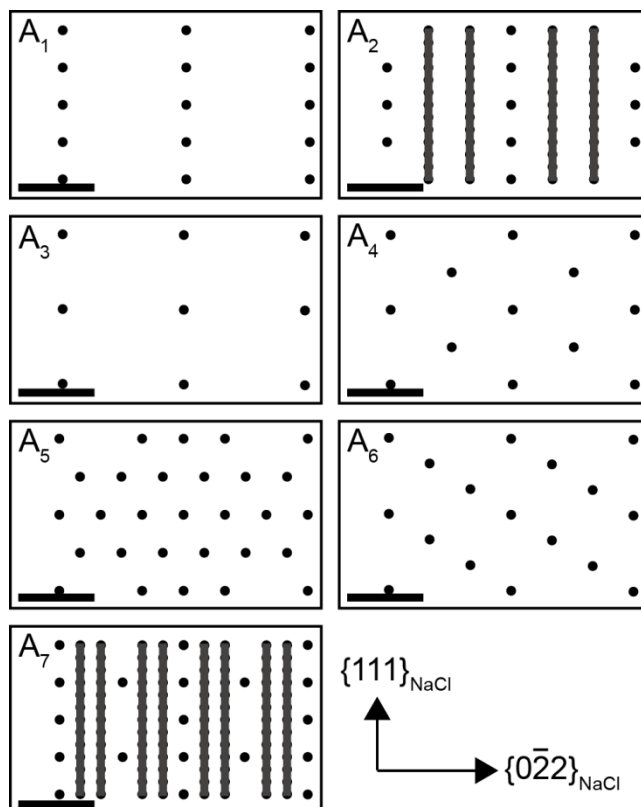 A₁
A₂
A₃
A₄
A₅
A₆
A₇
{111}NaCl
{02̄2}NaCl